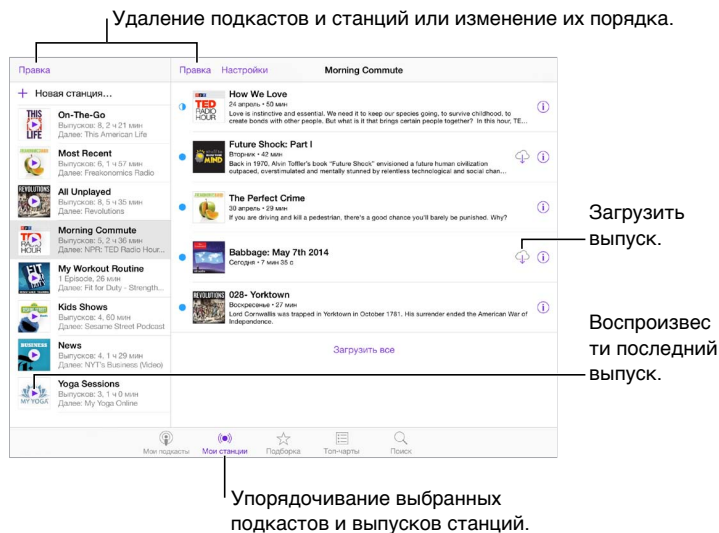 Удаление подкастов и станций или изменение их порядка.
Правка
Правка Настройки Morning Commute
+ Новая станция...
On-The-Go
Выпусков: 8, 2 ч 21 мин
Далее: This American Life
Most Recent
Выпусков: 6, 1 ч 57 мин
Далее: Freakonomics Radio
All Unplayed
Выпусков: 8, 5 ч 35 мин
Далее: Revolutions
Morning Commute
Выпусков: 5, 2 ч 36 мин
Далее: NPR: TED Radio Hour...
My Workout Routine
1 Episode, 26 мин
Далее: Fit for Duty - Strength...
Kids Shows
Выпусков: 4, 60 мин
Далее: Sesame Street Podcast
News
Выпусков: 4, 1 ч 29 мин
Далее: NYT's Business (Video)
Yoga Sessions
Выпусков: 3, 1 ч 0 мин
Далее: My Yoga Online
How We Love
24 апрель • 50 мин
Love is instinctive and essential. We need it to keep our species going, to survive childhood, to
create bonds with other people. But what is it that brings certain people together? In this hour, TE...
Future Shock: Part I
Вторник • 42 мин
Back in 1970, Alvin Toffler's book "Future Shock" envisioned a future human civilization
outpaced, overstimulated and mentally stunned by relentless technological and social chan...
The Perfect Crime
30 апрель • 29 мин
If you are driving and kill a pedestrian, there's a good chance you'll barely be punished. Why?
Babbage: May 7th 2014
Сегодня • 7 мин 35 с
028- Yorktown
Воскресенье • 27 мин
Lord Cornwallis was trapped in Yorktown in October 1781. His surrender ended the American War of
Independence.
Загрузить все
Загрузить
выпуск.
Воспроизвес
ти последний
выпуск.
Мои подкасты Мои станции Подборка Топ-чарты Поиск
Упорядочивание выбранных
подкастов и выпусков станций.